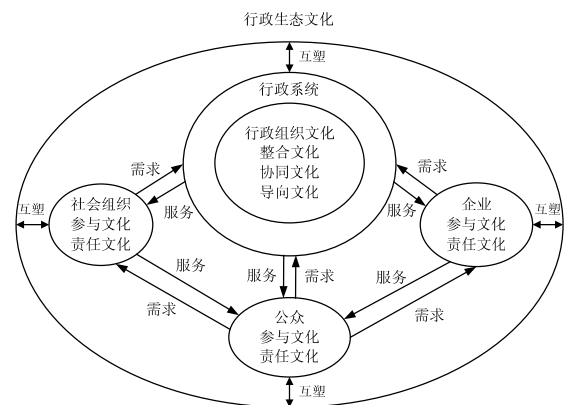 行政生态文化
互塑
行政系统
行政组织文化
整合文化
协同文化
导向文化
需求
需求
社会组织
参与文化
责任文化
企业
参与文化
责任文化
互塑
互塑
服务
服务
服务
服务
需求
服务
需求
需求
公众
参与文化
责任文化
互塑